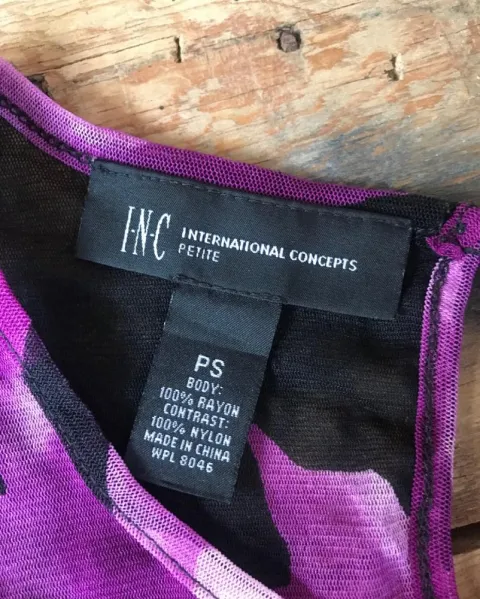 I·N·C INTERNATIONAL CONCEPTS
PETITE
PS
BODY:
100% RAYON
CONTRAST:
100% NYLON
MADE IN CHINA
WPL 8046